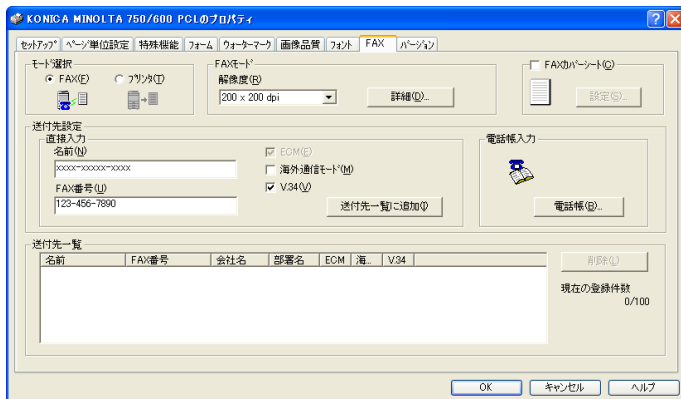 KONICA MINOLTA 750/600 PCLのプロパティ
セットアップ ページ単位設定 特殊機能 フォーム ウォーターマーク 画像品質 フォント FAX バージョン
モード選択
FAX(F) プリンタ(T)
FAXモード
解像度(R)
200 x 200 dpi 詳細(D)...
FAXカバーシート(C)
設定(S)...
送付先設定
直接入力
名前(N)
xxxx-xxxxx-xxxx
FAX番号(U)
123-456-7890
ECM(E)
海外通信モード(M)
V.34(V)
送付先一覧に追加(I)
電話帳入力
電話帳(B)...
送付先一覧
名前 FAX番号 会社名 部署名 ECM 海... V.34
削除(L)
現在の登録件数
0/100
OK キャンセル ヘルプ